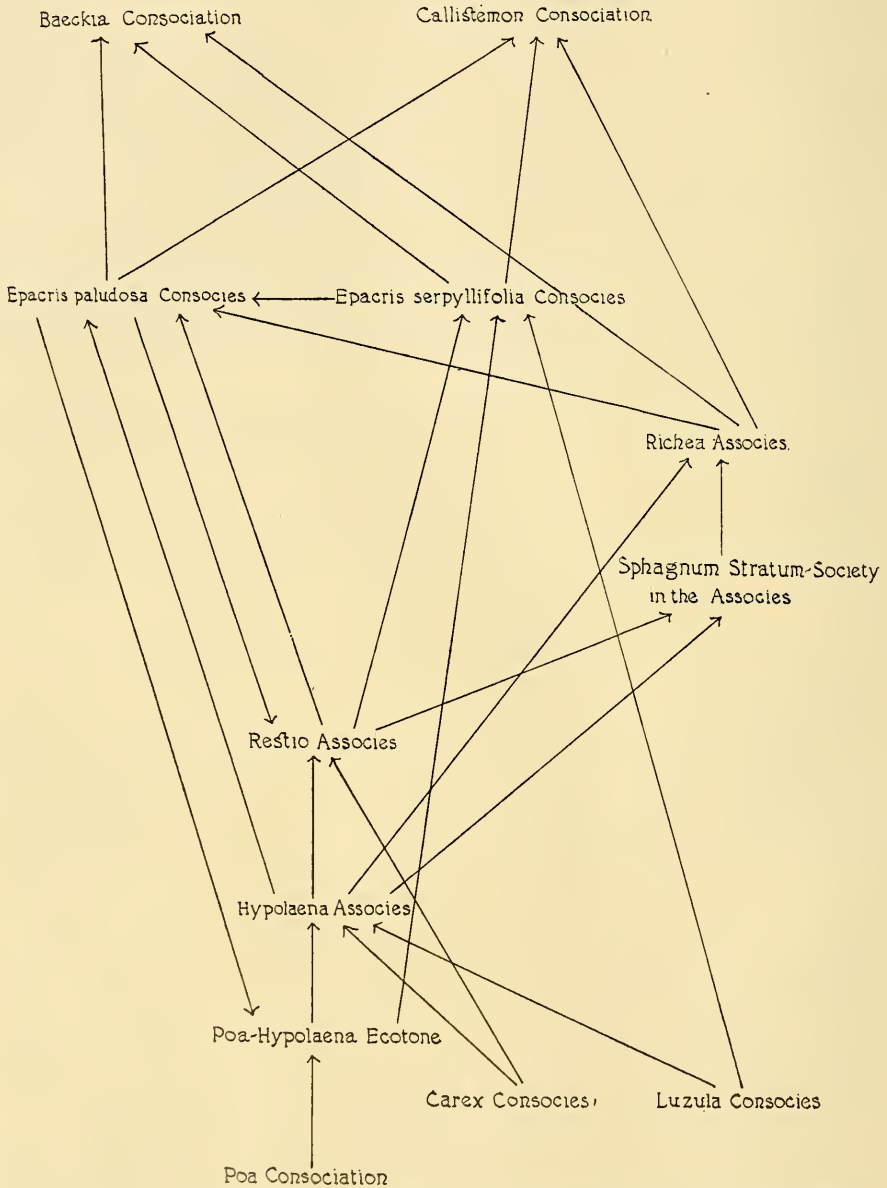 Baeckia Consociation
Callistemon Consociation
Epacris paludosa Consocies
Epacris serpyllifolia Consocies
Richea Associes.
Sphagnum Stratum-Society
in the Associes
Restio Associes
Hypolaena Associes
Poa-Hypolaena Ecotone
Carex Consocies,
Luzula Consocies
Poa Consociation